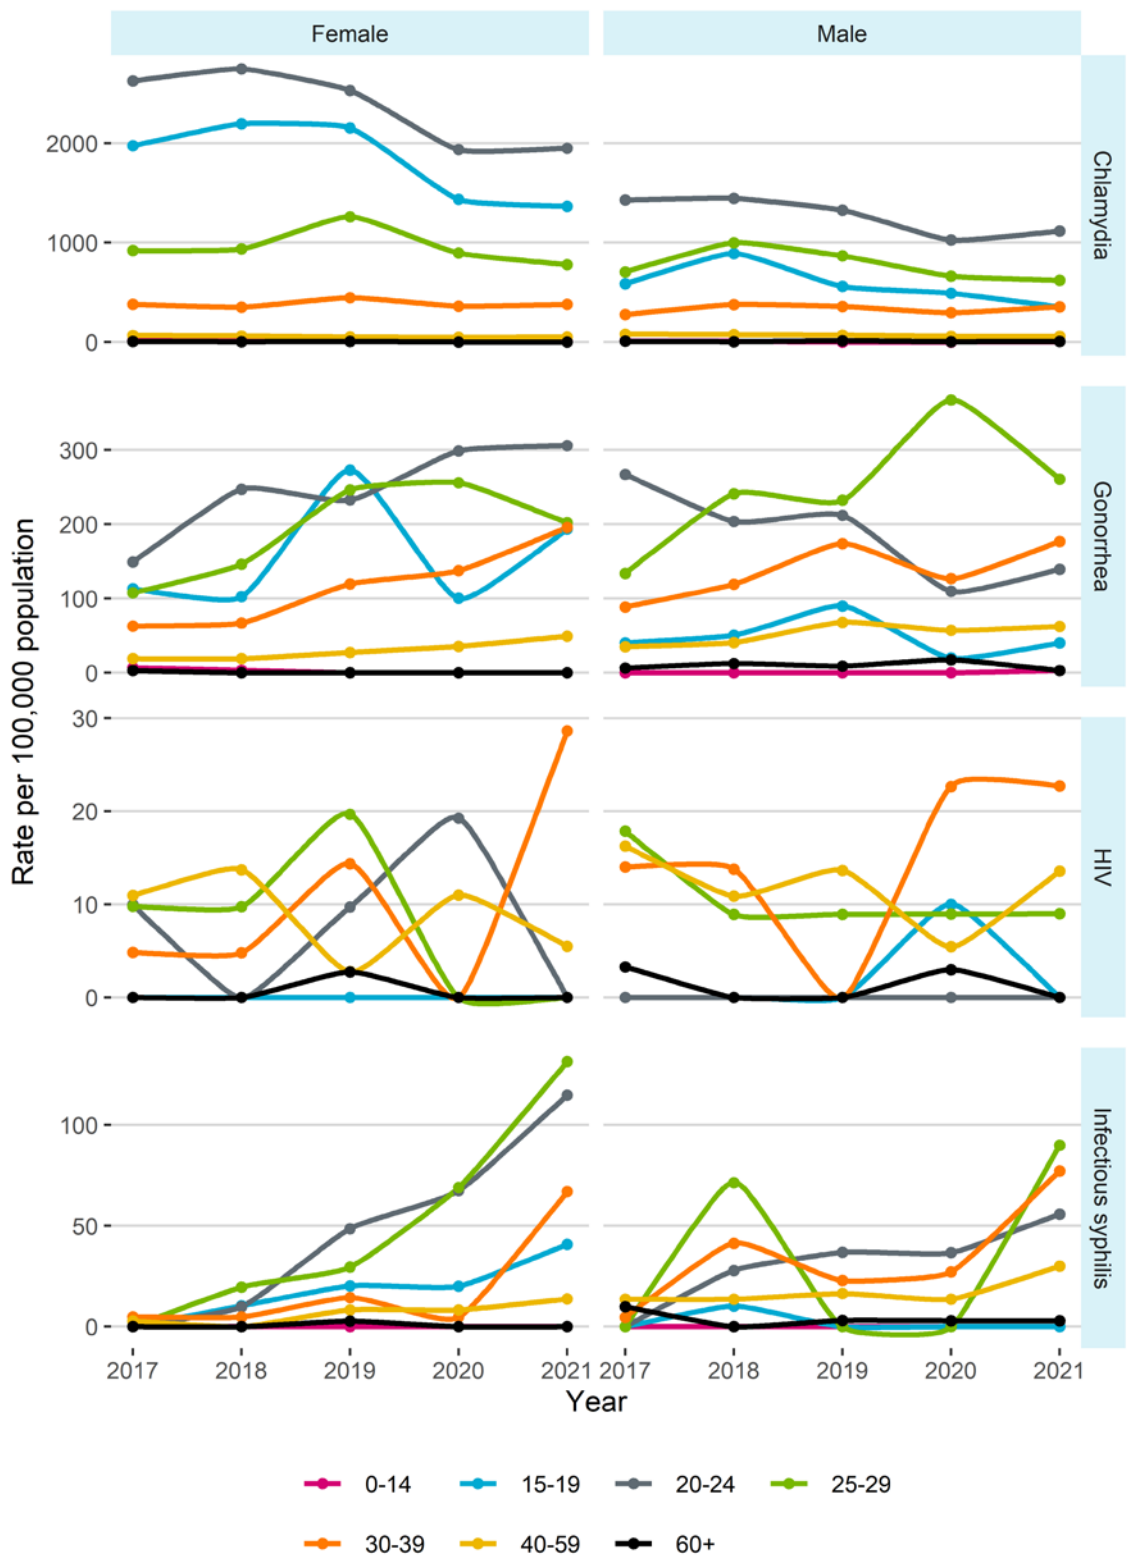 Female Male
2000
1000
0
Chlamydia
300
200
100
0
Gonorrhea
30
20
10
0
HIV
100
50
0
Infectious syphilis
Rate per 100,000 population
2017 2018 2019 2020 2021 2017 2018 2019 2020 2021
Year
0-14 15-19 20-24 25-29
30-39 40-59 60+